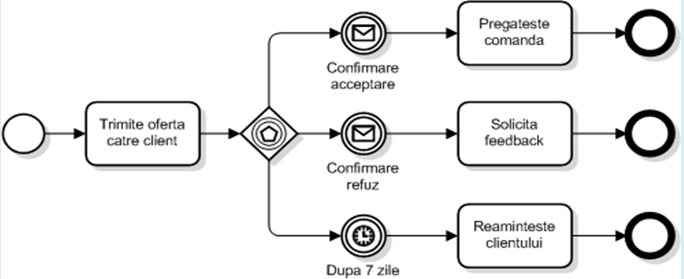 Pregateste
comanda
Confirmare
acceptare
Trimite oferta
catre client
Solicita
feedback
Confirmare
refuz
Reaminteste
clientului
Dupa 7 zile